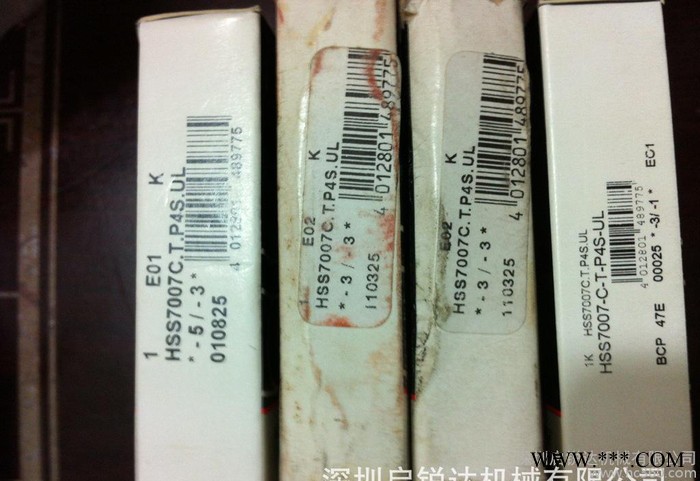 1 E01 K
HSS7007C.T.P4S.UL
* - 5 / - 3 *
010825
4 012801 489775
1 E02 K
HSS7007C.T.P4S.UL
* - 3 / - 3 *
110325
4 012801 489775
E02 K
HSS7007C.T.P4S.UL
* - 3 / - 3 *
110325
4 012801 489775
1K HSS7007C.T.P4S.UL
HSS7007-C-T-P4S-UL
4 012801 489775
BCP 47E 00025 * -3/ -1 * EC1
深圳启锐达机械有限公司
WWW.***.COM